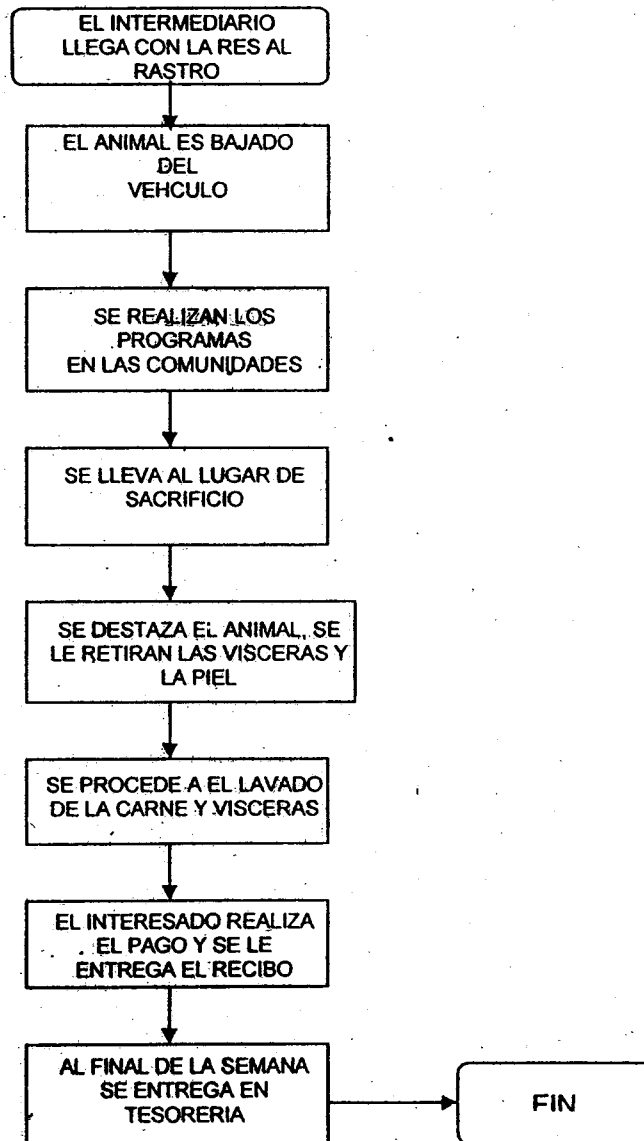 EL INTERMEDIARIO
LLEGA CON LA RES AL
RASTRO
EL ANIMAL ES BAJADO
DEL
VEHCULO
SE REALIZAN LOS
PROGRAMAS
EN LAS COMUNIDADES
SE LLEVA AL LUGAR DE
SACRIFICIO
SE DESTAZA EL ANIMAL, SE
LE RETIRAN LAS VISCERAS Y
LA PIEL
SE PROCEDE A EL LAVADO
DE LA CARNE Y VISCERAS
EL INTERESADO REALIZA
EL PAGO Y SE LE
ENTREGA EL RECIBO
AL FINAL DE LA SEMANA
SE ENTREGA EN
TESORERIA
FIN